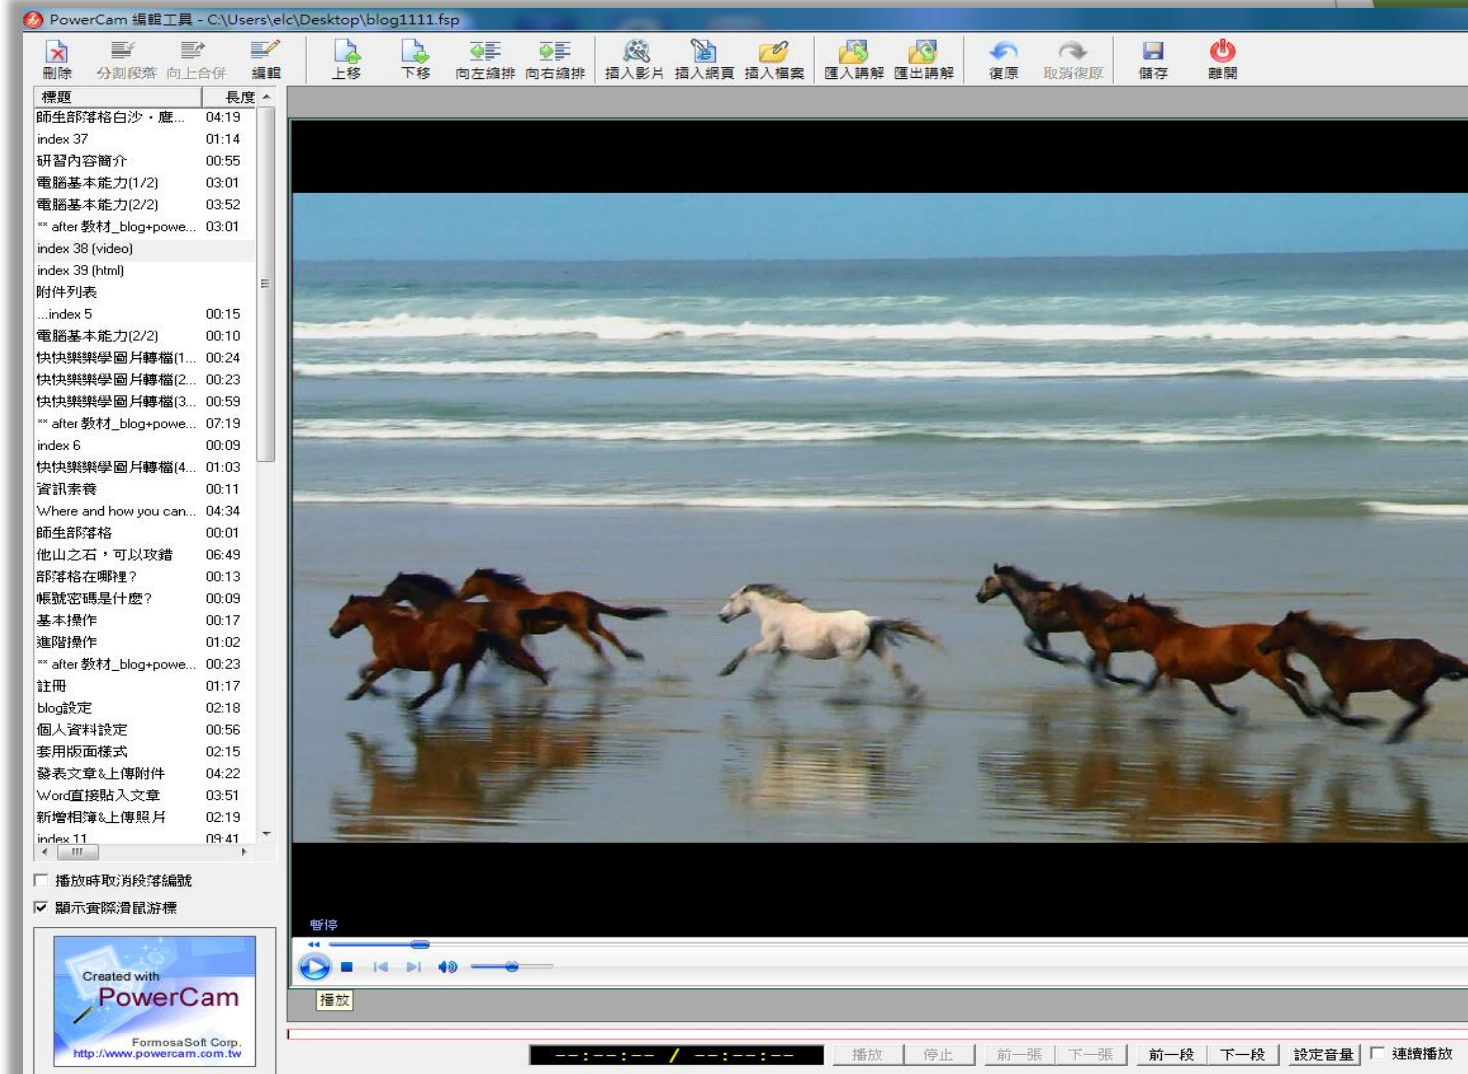 PowerCam 編輯工具 - C:\Users\elc\Desktop\blog1111.fsp
刪除 分割段落 向上合併 編輯 上移 下移 向左縮排 向右縮排 插入影片 插入網頁 插入檔案 匯入講解 匯出講解 復原 取消復原 儲存 離開
標題 長度
師生部落格白沙‧鹿... 04:19
index 37 01:14
研習內容簡介 00:55
電腦基本能力(1/2) 03:01
電腦基本能力(2/2) 03:52
** after 教材_blog+powe... 03:01
index 38 (video)
index 39 (html)
附件列表
...index 5 00:15
電腦基本能力(2/2) 00:10
快快樂樂學圖片轉檔(1... 00:24
快快樂樂學圖片轉檔(2... 00:23
快快樂樂學圖片轉檔(3... 00:59
** after 教材_blog+powe... 07:19
index 6 00:09
快快樂樂學圖片轉檔(4... 01:03
資訊素養 00:11
Where and how you can... 04:34
師生部落格 00:01
他山之石，可以攻錯 06:49
部落格在哪裡? 00:13
帳號密碼是什麼? 00:09
基本操作 00:17
進階操作 01:02
** after 教材_blog+powe... 00:23
註冊 01:17
blog設定 02:18
個人資料設定 00:56
套用版面樣式 02:15
發表文章&上傳附件 04:22
Word直接貼入文章 03:51
新增相簿&上傳照片 02:19
index 11 09:41
播放時取消段落編號
顯示實際滑鼠游標
暫停
播放
Created with
PowerCam
FormosaSoft Corp.
http://www.powercam.com.tw
--:--:-- / --:--:-- 播放 停止 前一張 下一張 前一段 下一段 設定音量 連續播放